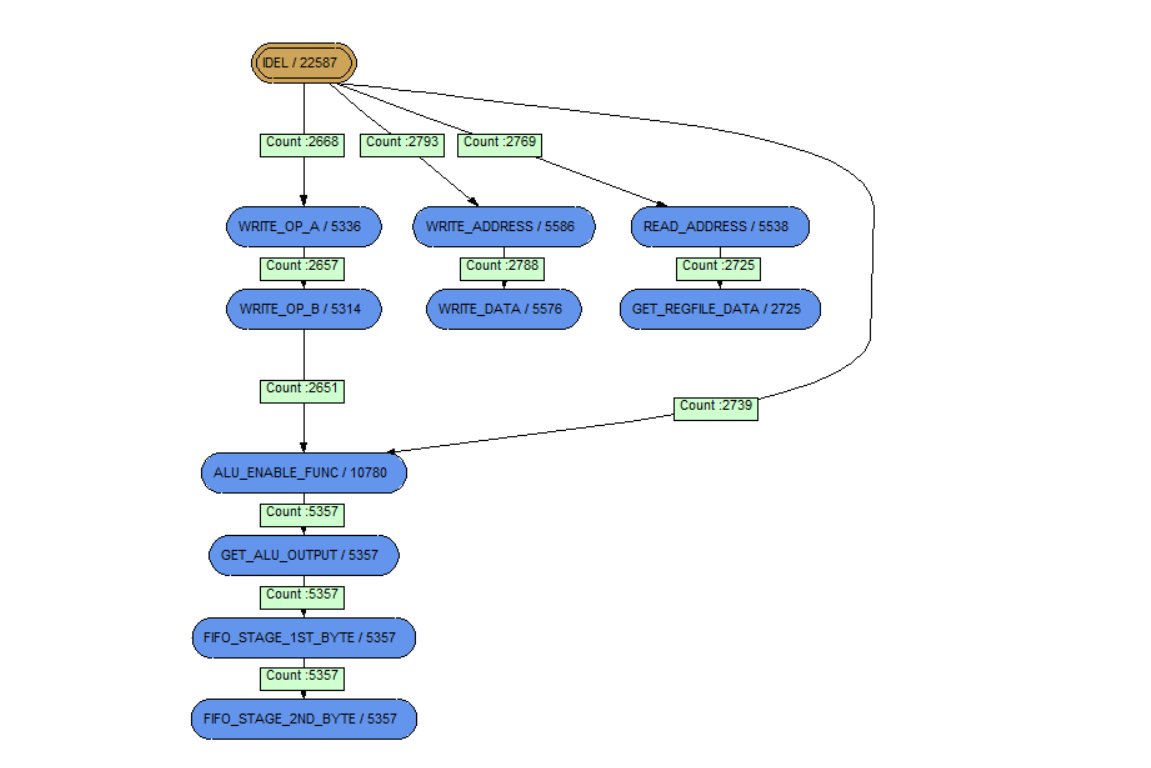 IDEL / 22587
Count :2668
Count :2793
Count :2769
WRITE_OP_A / 5336
WRITE_ADDRESS / 5586
READ_ADDRESS / 5538
Count :2657
Count :2788
Count :2725
WRITE_OP_B / 5314
WRITE_DATA / 5576
GET_REGFILE_DATA / 2725
Count :2651
Count :2739
ALU_ENABLE_FUNC / 10780
Count :5357
GET_ALU_OUTPUT / 5357
Count :5357
FIFO_STAGE_1ST_BYTE / 5357
Count :5357
FIFO_STAGE_2ND_BYTE / 5357